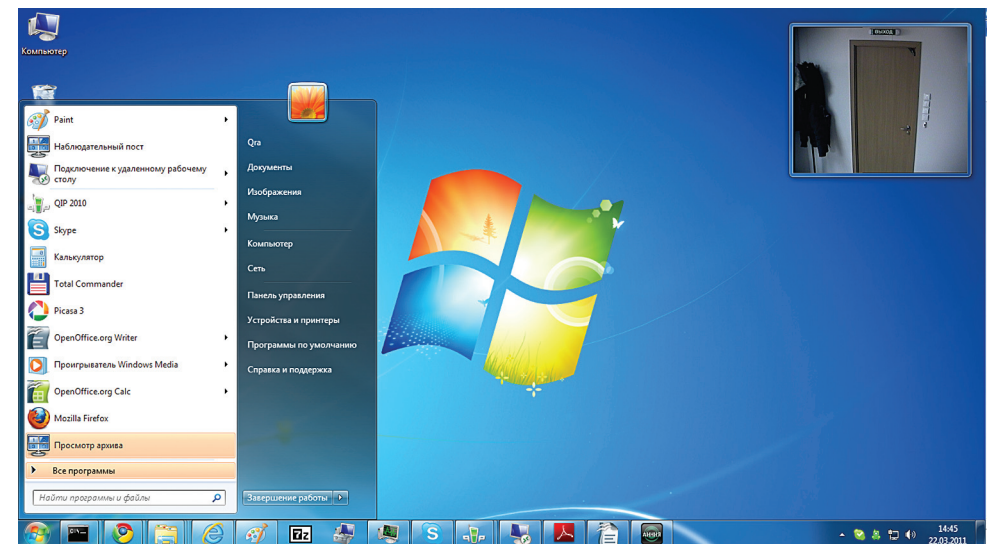 Компьютер
ВЫХОД
Paint
Наблюдательный пост
Подключение к удаленному рабочему
столу
QIP 2010
Skype
Калькулятор
Total Commander
Picasa 3
OpenOffice.org Writer
Проигрыватель Windows Media
OpenOffice.org Calc
Mozilla Firefox
Просмотр архива
Все программы
Найти программы и файлы
Qra
Документы
Изображения
Музыка
Компьютер
Сеть
Панель управления
Устройства и принтеры
Программы по умолчанию
Справка и поддержка
Завершение работы
C:\
7z
S
14:45
22.03.2011